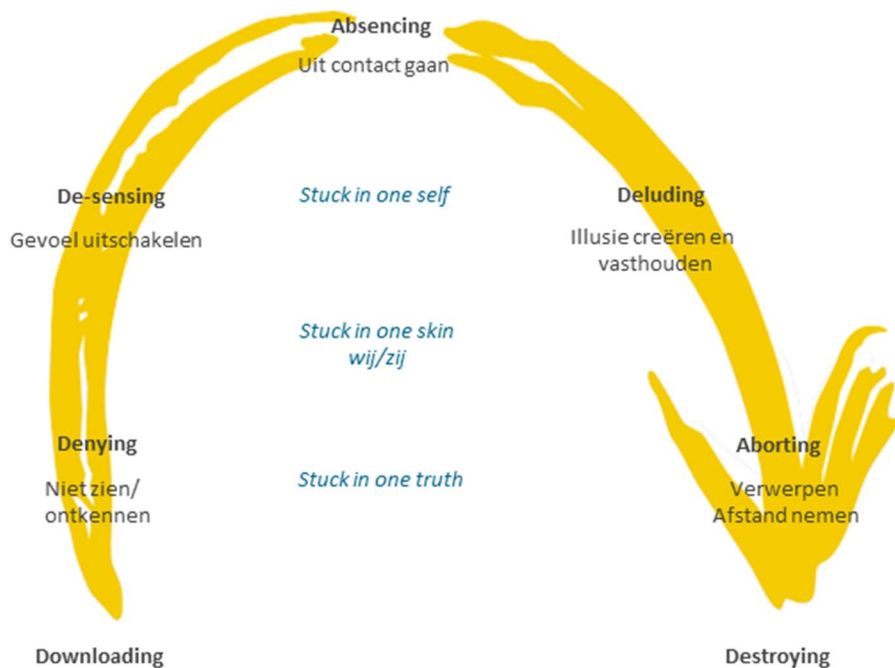 Absencing
Uit contact gaan
De-sensing
Gevoel uitschakelen
Stuck in one self
Deluding
Illusie creëren en
vasthouden
Stuck in one skin
wij/zij
Denying
Niet zien/
ontkennen
Stuck in one truth
Aborting
Verwerpen
Afstand nemen
Downloading
Destroying